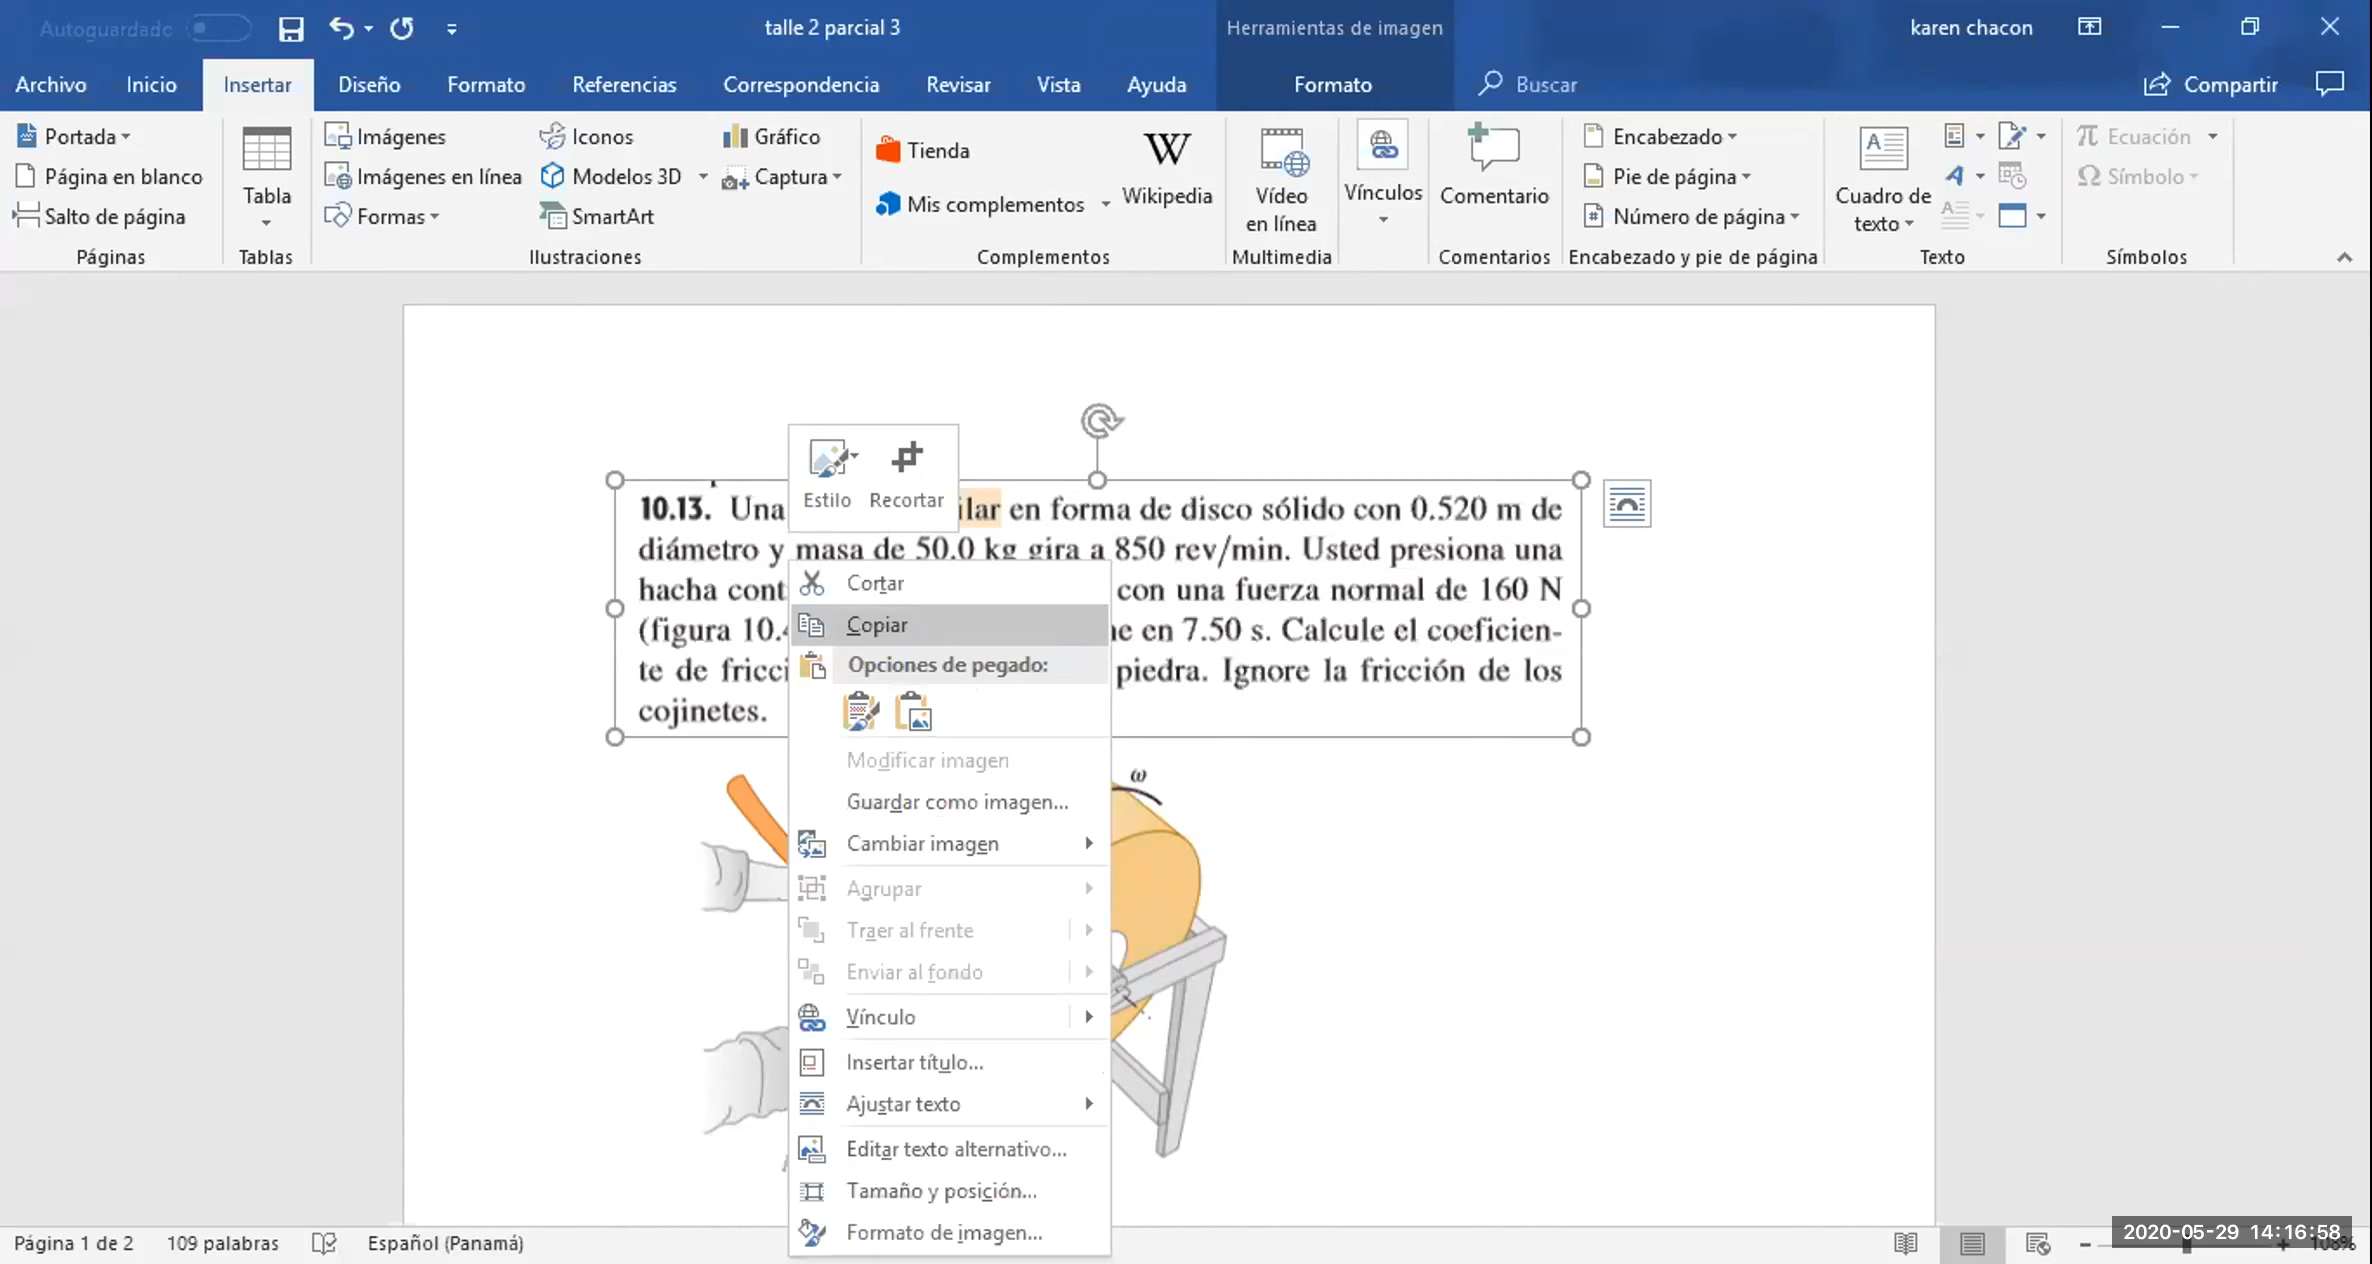 Autoguardado
talle 2 parcial 3
Herramientas de imagen
karen chacon
Archivo
Inicio
Insertar
Diseño
Formato
Referencias
Correspondencia
Revisar
Vista
Ayuda
Formato
Buscar
Compartir
Portada
Página en blanco
Salto de página
Páginas
Tabla
Tablas
Imágenes
Imágenes en línea
Formas
Iconos
Modelos 3D
SmartArt
Gráfico
Captura
Ilustraciones
Tienda
Mis complementos
W
Wikipedia
Complementos
Vídeo
en línea
Multimedia
Vínculos
Comentario
Comentarios
Encabezado
Pie de página
Número de página
Encabezado y pie de página
Cuadro de
texto
Texto
π Ecuación
Ω Símbolo
Símbolos
Estilo
Recortar
10.13. Una ilar en forma de disco sólido con 0.520 m de
diámetro y masa de 50.0 kg gira a 850 rev/min. Usted presiona una
hacha cont con una fuerza normal de 160 N
(figura 10. ne en 7.50 s. Calcule el coeficien-
te de fricci piedra. Ignore la fricción de los
cojinetes.
ω
Cortar
Copiar
Opciones de pegado:
Modificar imagen
Guardar como imagen...
Cambiar imagen
Agrupar
Traer al frente
Enviar al fondo
Vínculo
Insertar título...
Ajustar texto
Editar texto alternativo...
Tamaño y posición...
Formato de imagen...
Página 1 de 2
109 palabras
Español (Panamá)
2020-05-29 14:16:58